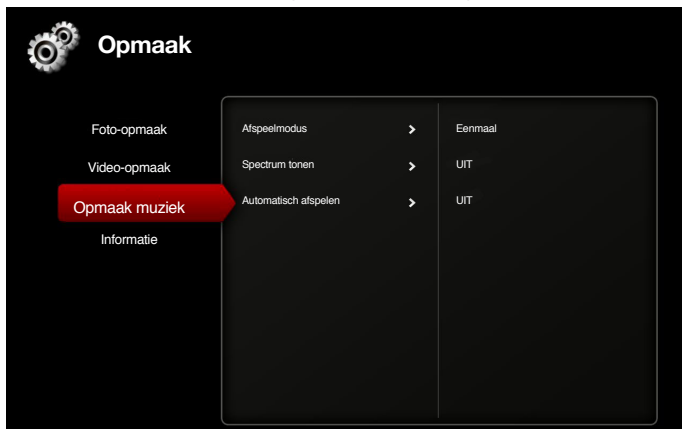 Opmaak
Foto-opmaak
Video-opmaak
Opmaak muziek
Informatie
Afspeelmodus Eenmaal
Spectrum tonen UIT
Automatisch afspelen UIT